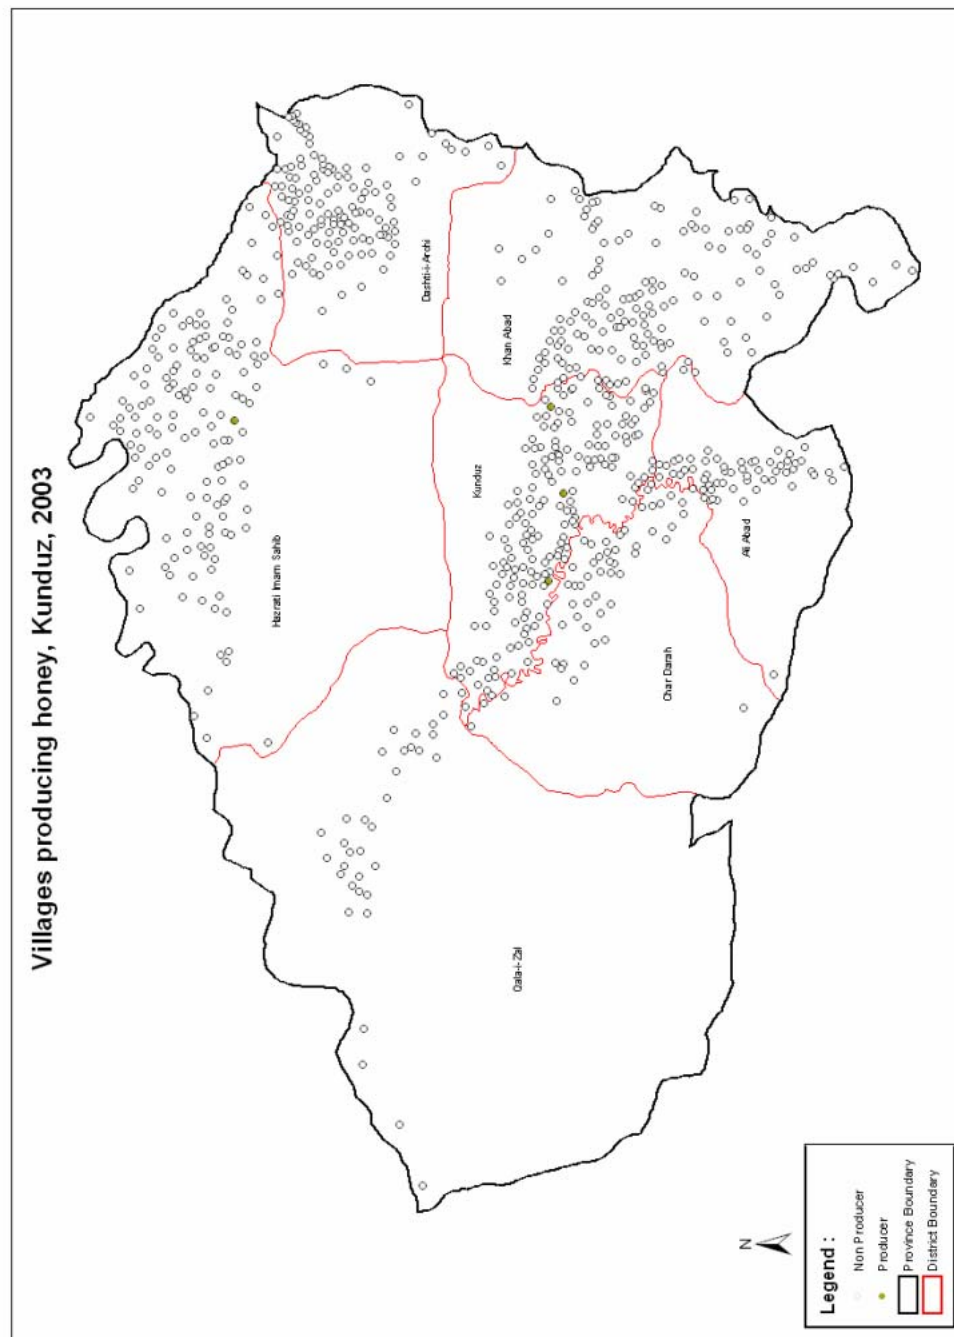 Villages producing honey, Kunduz, 2003
Hazrati Imam Sahib
Dashti-i-Archi
Qala-i-Zal
Kunduz
Khan Abad
Char Darah
Ali Abad
N
Legend :
Non Producer
Producer
Province Boundary
District Boundary